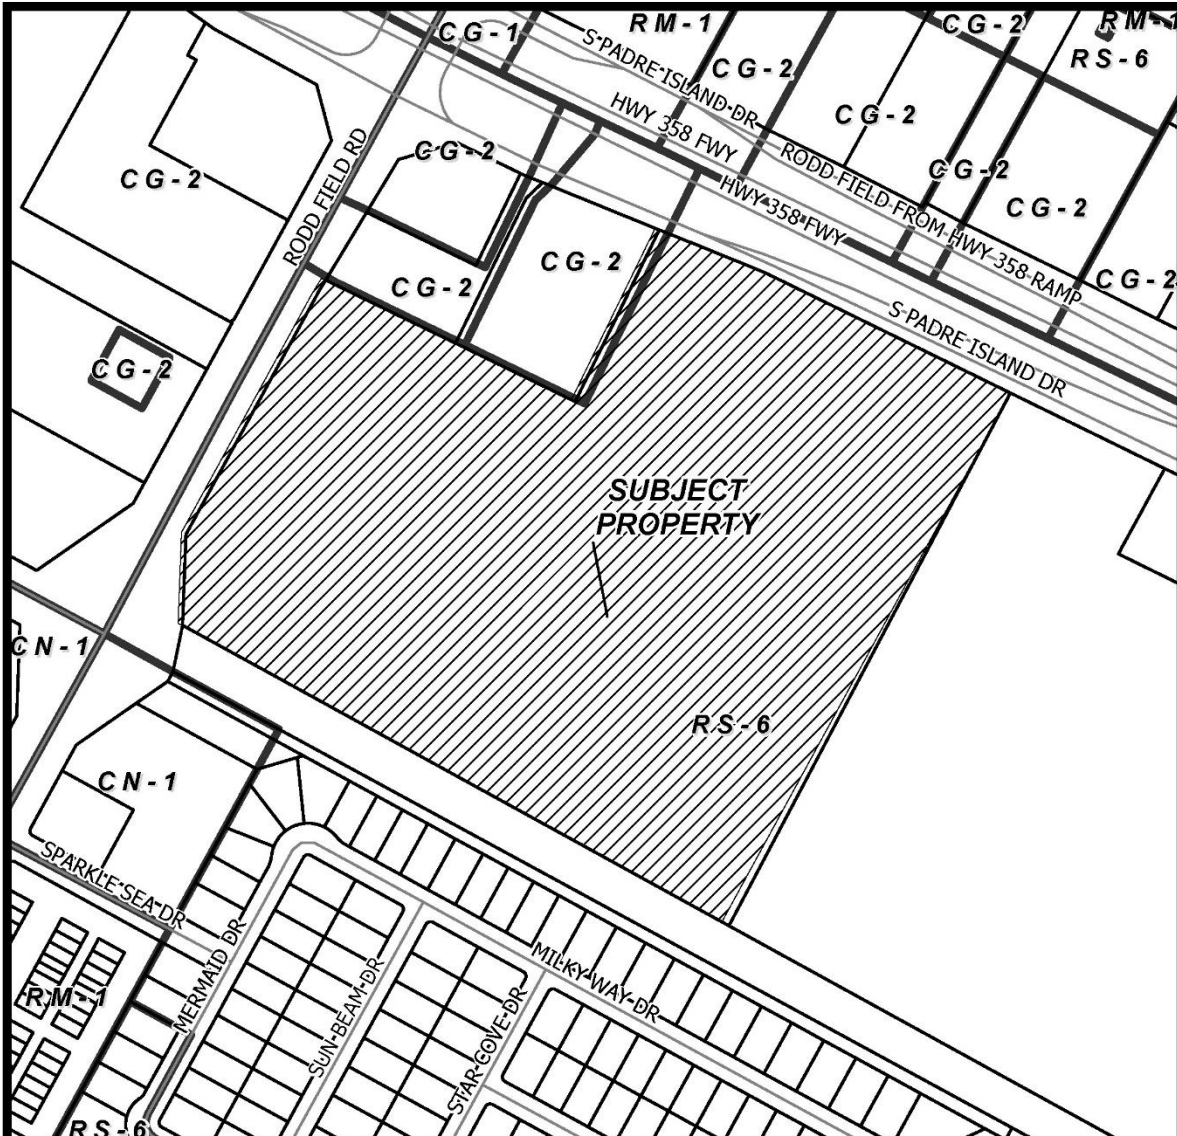 CG-1
RM-1
CG-2
RM-1
RS-6
S PADRE ISLAND DR
CG-2
HWY 358 FWY
CG-2
RODD FIELD RD
CG-2
CG-2
RODD FIELD FROM HWY 358 RAMP
CG-2
HWY 358 FWY
CG-2
CG-2
CG-2
CG-2
S PADRE ISLAND DR
CG-2
SUBJECT
PROPERTY
CN-1
RS-6
CN-1
SPARKLE SEA DR
MERMAID DR
SUN BEAM DR
STAR COVE DR
MILKY WAY DR
RM-1
RS-6